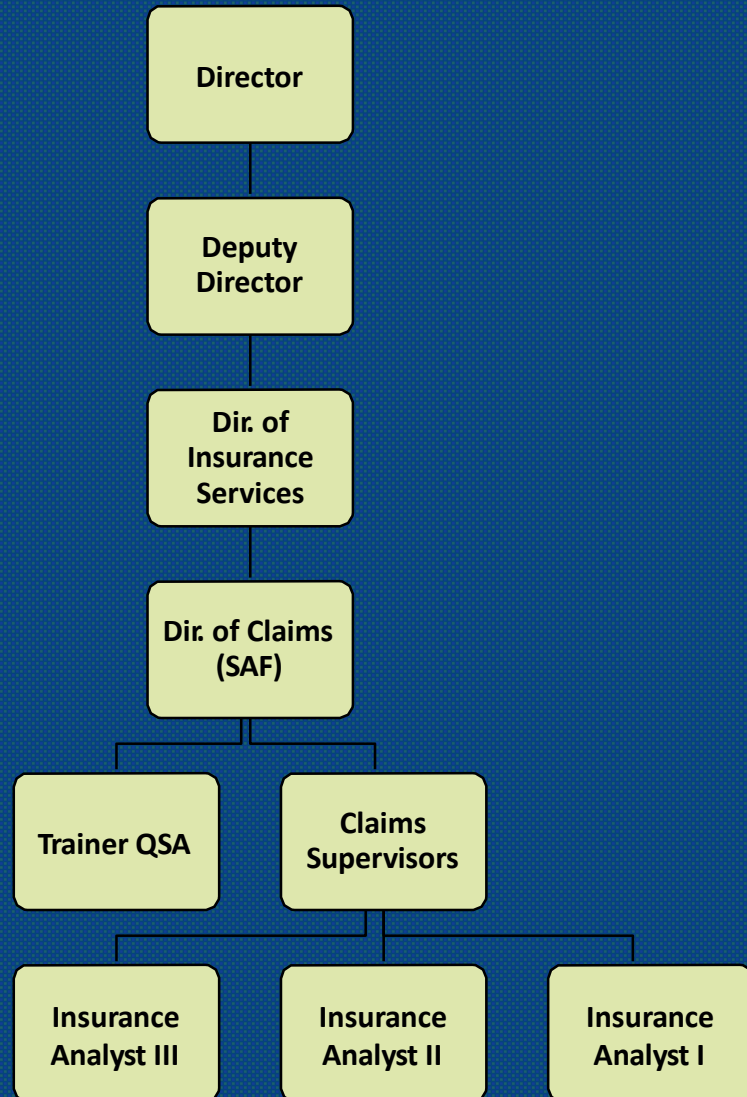 Director
Deputy
Director
Dir. of
Insurance
Services
Dir. of Claims
(SAF)
Trainer QSA
Claims
Supervisors
Insurance
Analyst III
Insurance
Analyst II
Insurance
Analyst I